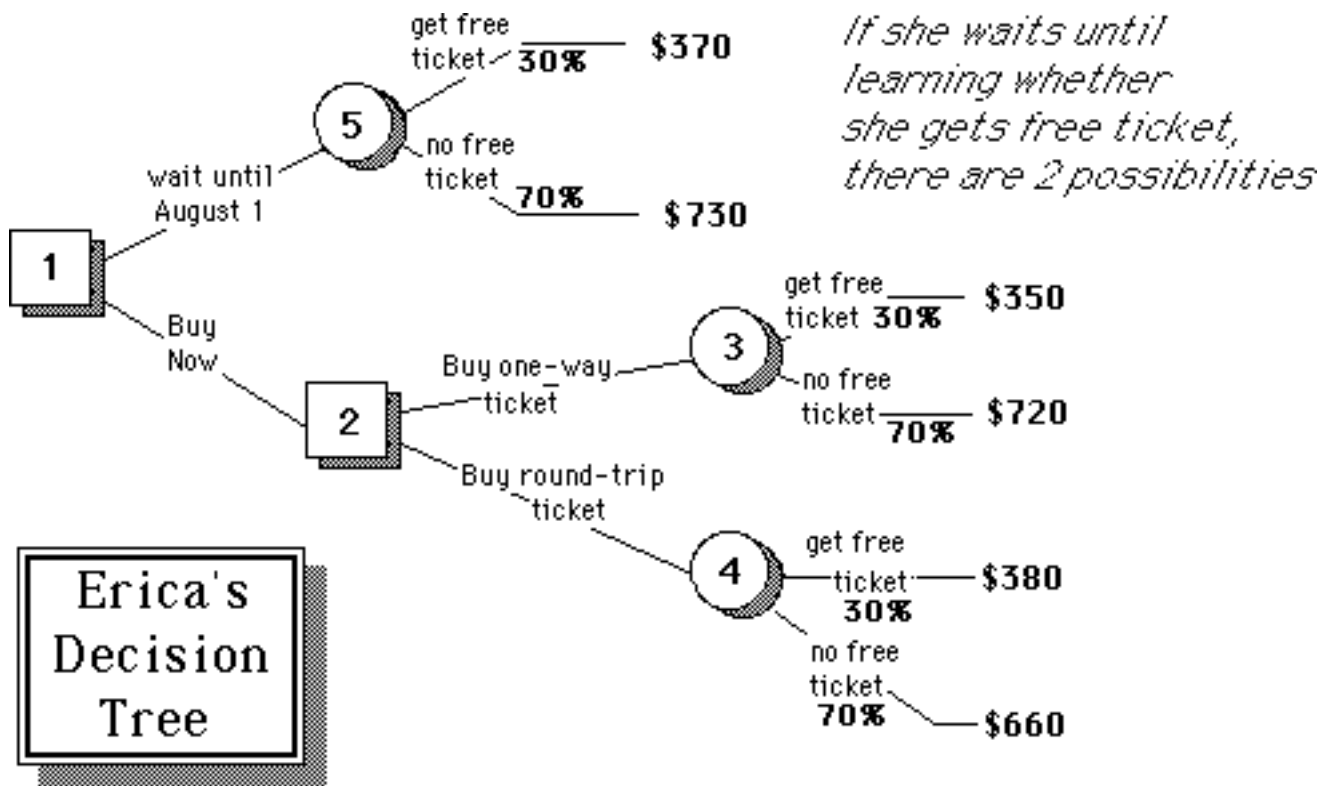 get free
ticket 30% $370
If she waits until
learning whether
she gets free ticket,
there are 2 possibilities
5
no free
ticket
70% $730
wait until
August 1
1
Buy
Now
2
Buy one-way
ticket
3
get free
ticket 30% $350
no free
ticket 70% $720
Buy round-trip
ticket
4
get free
ticket
30% $380
no free
ticket
70% $660
Erica's
Decision
Tree